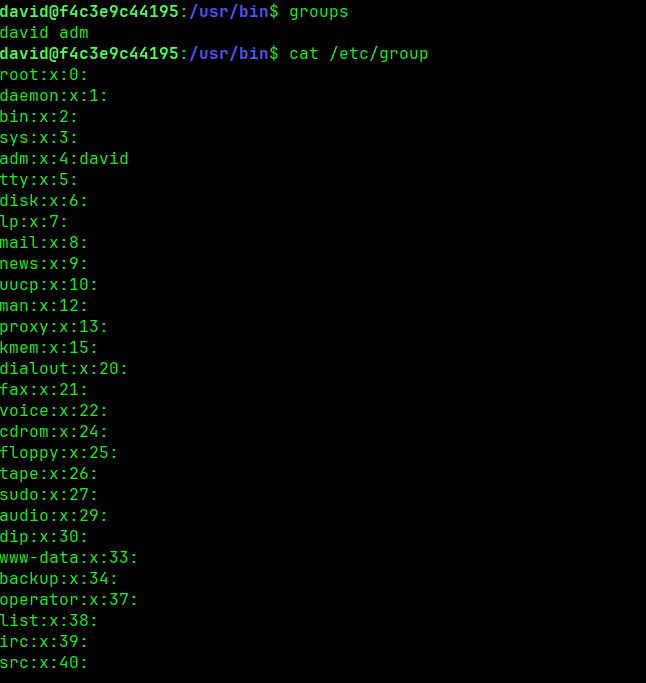 david@f4c3e9c44195:/usr/bin$ groups
david adm
david@f4c3e9c44195:/usr/bin$ cat /etc/group
root:x:0:
daemon:x:1:
bin:x:2:
sys:x:3:
adm:x:4:david
tty:x:5:
disk:x:6:
lp:x:7:
mail:x:8:
news:x:9:
uucp:x:10:
man:x:12:
proxy:x:13:
kmem:x:15:
dialout:x:20:
fax:x:21:
voice:x:22:
cdrom:x:24:
floppy:x:25:
tape:x:26:
sudo:x:27:
audio:x:29:
dip:x:30:
www-data:x:33:
backup:x:34:
operator:x:37:
list:x:38:
irc:x:39:
src:x:40: